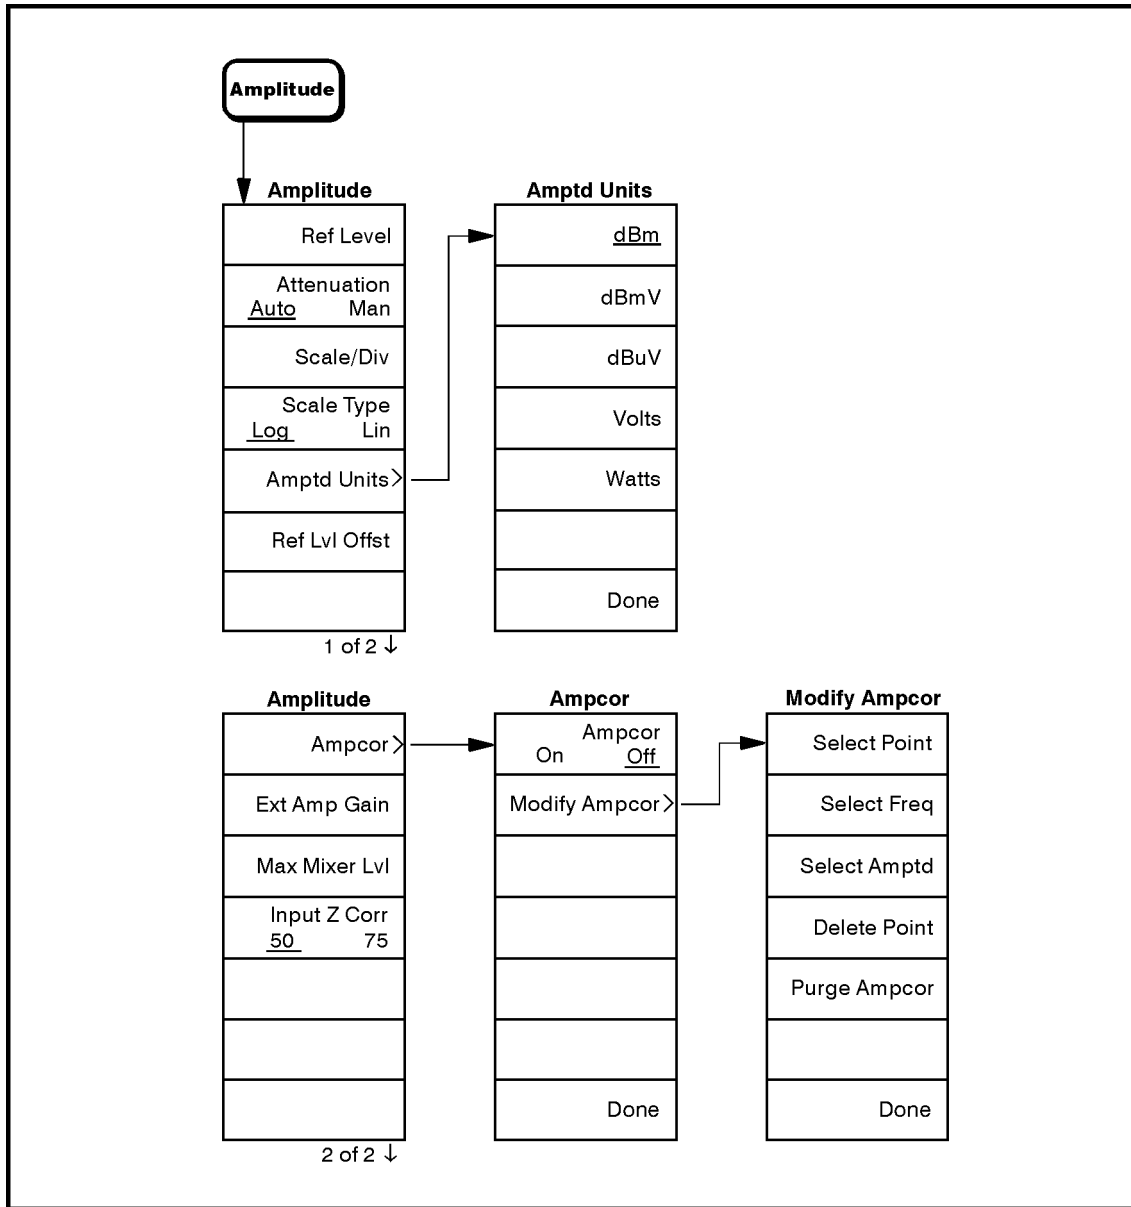 Amplitude
Amplitude
Ref Level
Attenuation
Auto Man
Scale/Div
Scale Type
Log Lin
Amptd Units>
Ref Lvl Offst
1 of 2 ↓
Amptd Units
dBm
dBmV
dBuV
Volts
Watts
Done
Amplitude
Ampcor>
Ext Amp Gain
Max Mixer Lvl
Input Z Corr
50 75
2 of 2 ↓
Ampcor
Ampcor
On Off
Modify Ampcor>
Done
Modify Ampcor
Select Point
Select Freq
Select Amptd
Delete Point
Purge Ampcor
Done